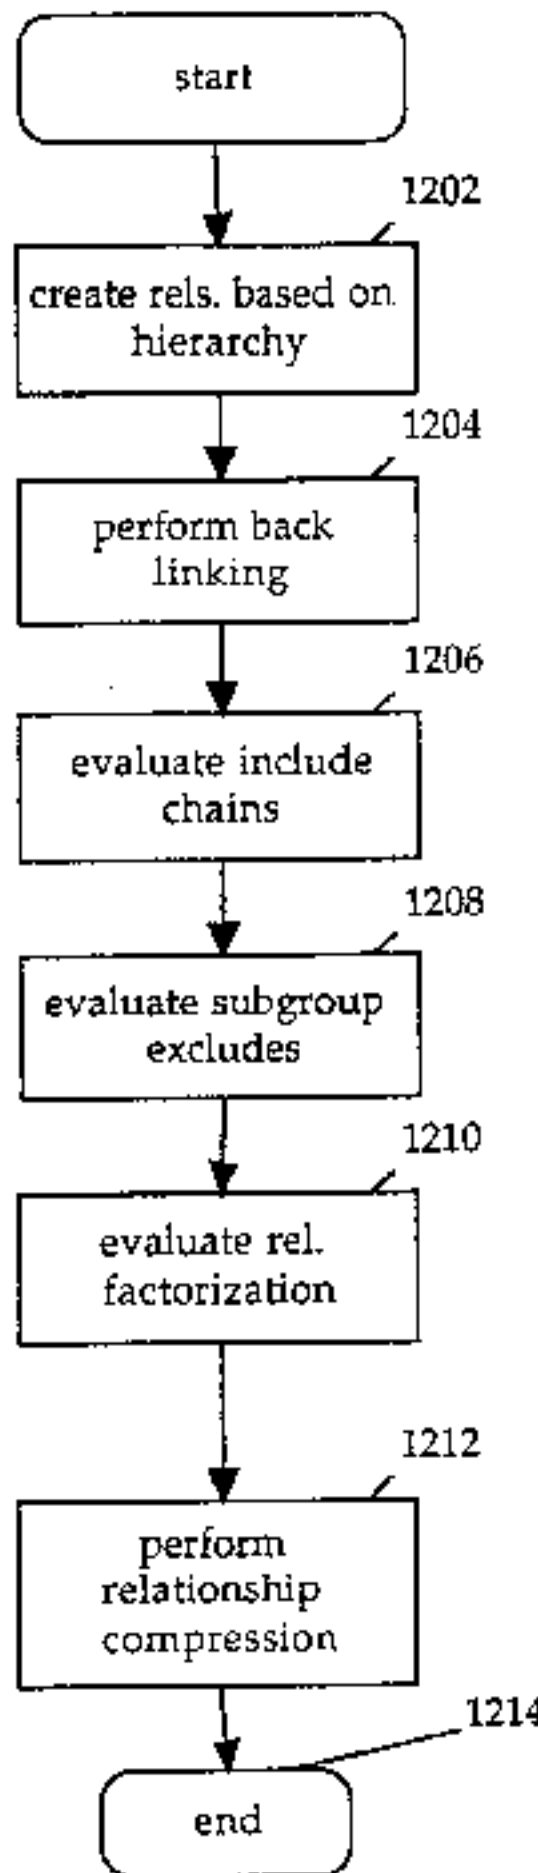 start
1202
create rels. based on
hierarchy
1204
perform back
linking
1206
evaluate include
chains
1208
evaluate subgroup
excludes
1210
evaluate rel.
factorization
1212
perform
relationship
compression
1214
end